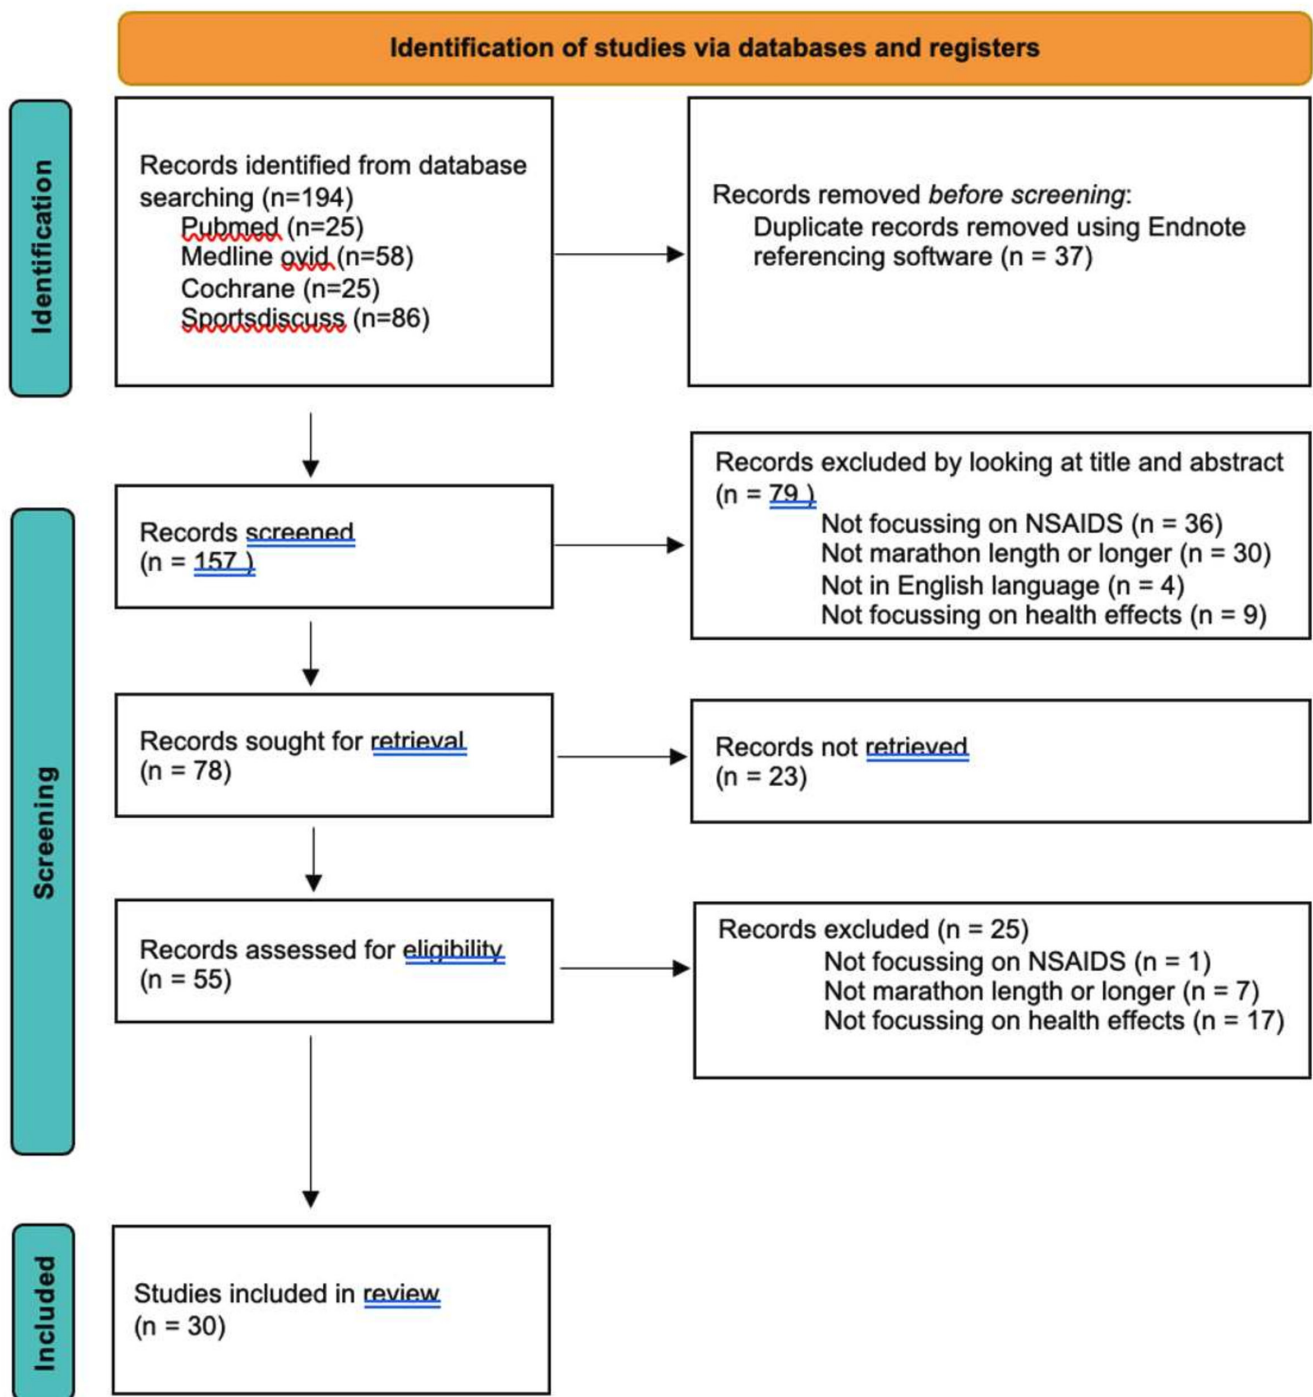 Identification of studies via databases and registers
Identification
Records identified from database
searching (n=194)
Pubmed (n=25)
Medline ovid (n=58)
Cochrane (n=25)
Sportsdiscuss (n=86)
Records removed before screening:
Duplicate records removed using Endnote
referencing software (n = 37)
Screening
Records screened
(n = 157 )
Records excluded by looking at title and abstract
(n = 79 )
Not focussing on NSAIDS (n = 36)
Not marathon length or longer (n = 30)
Not in English language (n = 4)
Not focussing on health effects (n = 9)
Records sought for retrieval
(n = 78)
Records not retrieved
(n = 23)
Records assessed for eligibility
(n = 55)
Records excluded (n = 25)
Not focussing on NSAIDS (n = 1)
Not marathon length or longer (n = 7)
Not focussing on health effects (n = 17)
Included
Studies included in review
(n = 30)